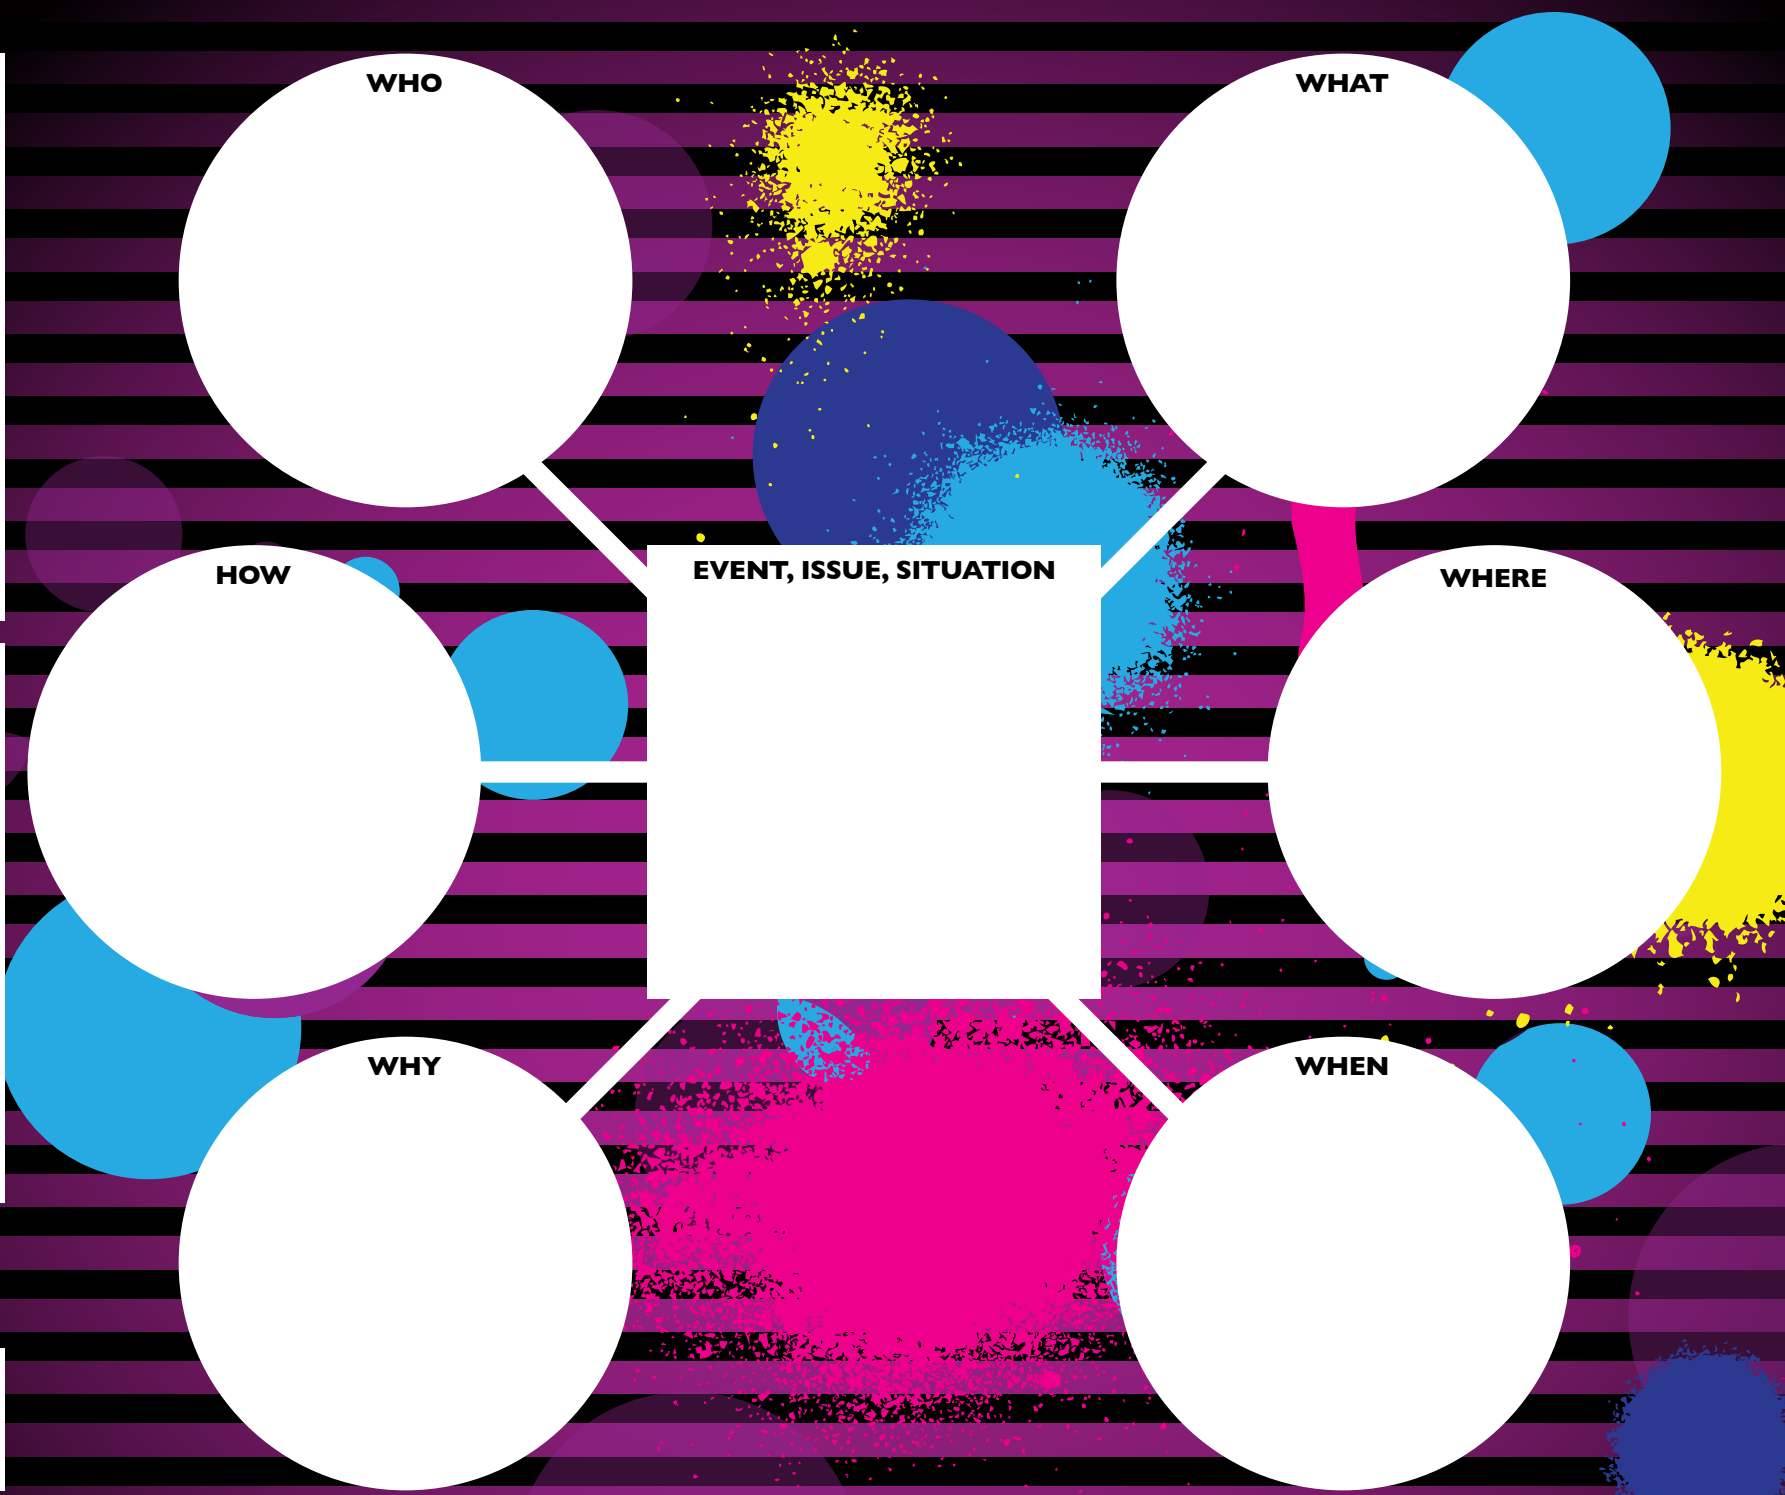 WHO
WHAT
HOW
EVENT, ISSUE, SITUATION
WHERE
WHY
WHEN